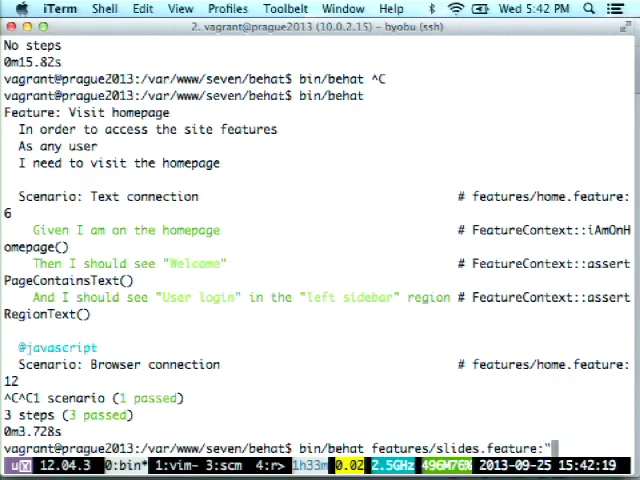 iTerm Shell Edit View Profiles Toolbelt Window Help Wed 5:42 PM
2. vagrant@prague2013 (10.0.2.15) - byobu (ssh)
No steps
0m15.82s
vagrant@prague2013:/var/www/seven/behat$ bin/behat ^C
vagrant@prague2013:/var/www/seven/behat$ bin/behat
Feature: Visit homepage
In order to access the site features
As any user
I need to visit the homepage
Scenario: Text connection # features/home.feature:
6
Given I am on the homepage # FeatureContext::iAmOnH
omepage()
Then I should see "Welcome" # FeatureContext::assert
PageContainsText()
And I should see "User login" in the "left sidebar" region # FeatureContext::assert
RegionText()
@javascript
Scenario: Browser connection # features/home.feature:
12
^C^C1 scenario (1 passed)
3 steps (3 passed)
0m3.728s
vagrant@prague2013:/var/www/seven/behat$ bin/behat features/slides.feature:"
u 12.04.3 0:bin* 1:vim- 3:scm 4:r> 1h33m 0.02 2.5GHz 496M76% 2013-09-25 15:42:19